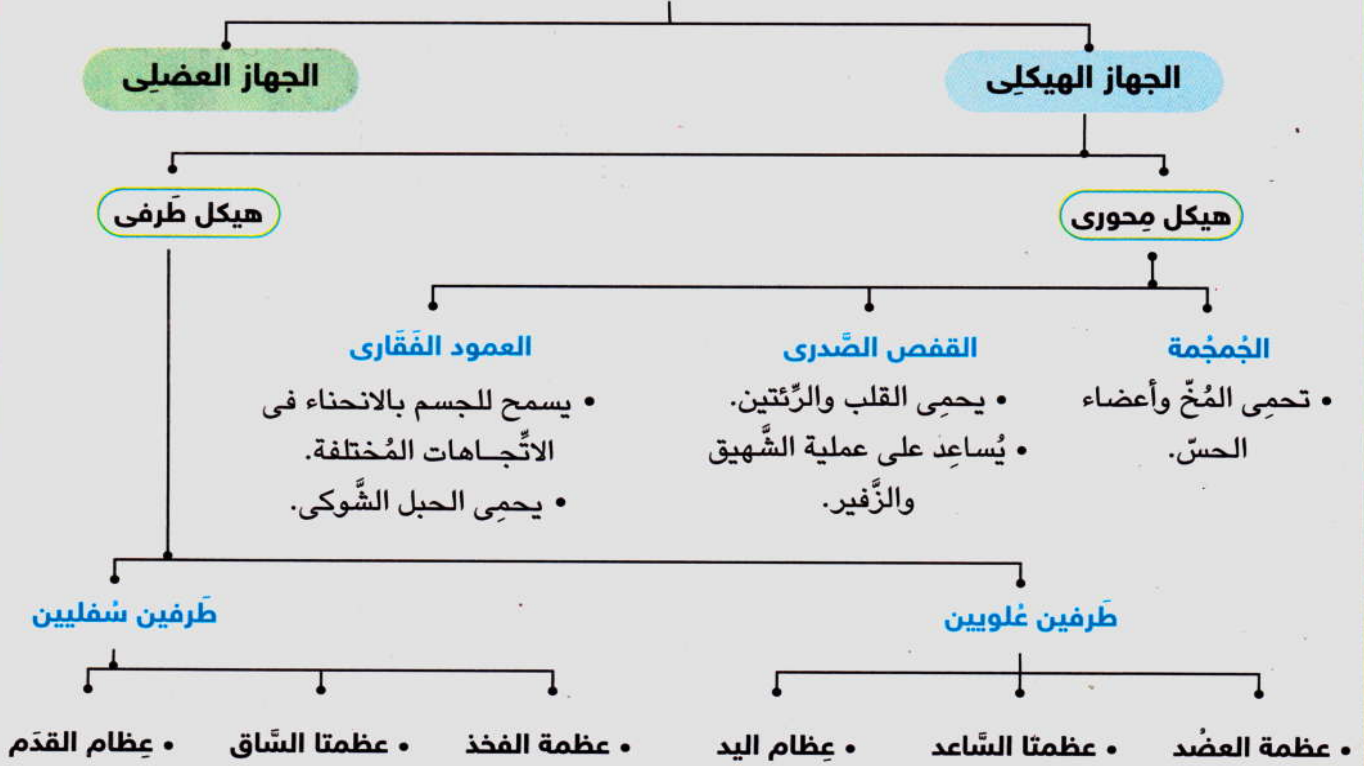 الجهاز الهيكلِى
الجهاز العضلِى
هيكل مِحورى
هيكل طَرفى
الجُمجُمة
• تحمِى المُخّ وأعضاء
الحسّ.
القفص الصَّدرى
• يحمِى القلب والرِّئتين.
• يُساعِد على عملية الشَّهيق
والزَّفير.
العمود الفَقَارى
• يسمح للجسم بالانحناء فى
الاتِّجـاهات المُختلفة.
• يحمِى الحبل الشَّوكى.
طَرفين عُلويين
طَرفين سُفليين
• عظمة العضُد
• عظمتا السَّاعد
• عِظام اليد
• عظمة الفخذ
• عظمتا السَّاق
• عِظام القدَم